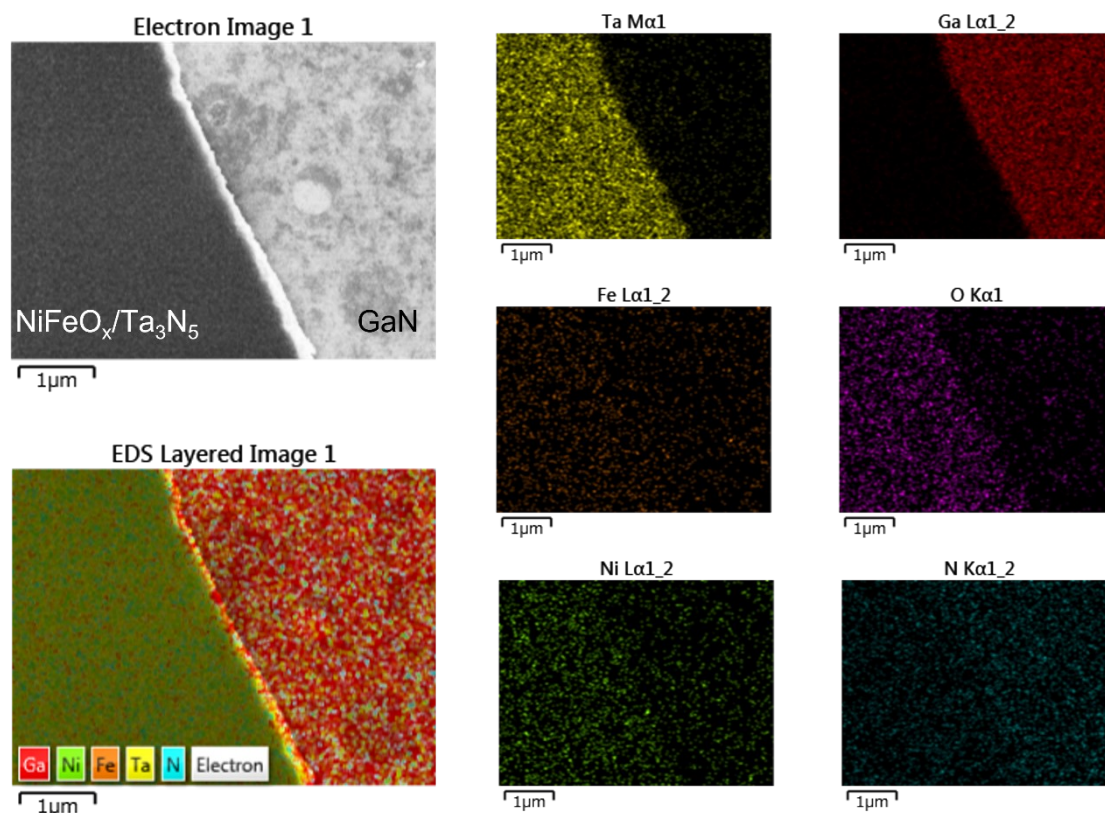 Electron Image 1
NiFeOₓ/Ta₃N₅
GaN
1µm
EDS Layered Image 1
Ga Ni Fe Ta N Electron
1µm
Ta Mα1
1µm
Ga Lα1_2
1µm
Fe Lα1_2
1µm
O Kα1
1µm
Ni Lα1_2
1µm
N Kα1_2
1µm